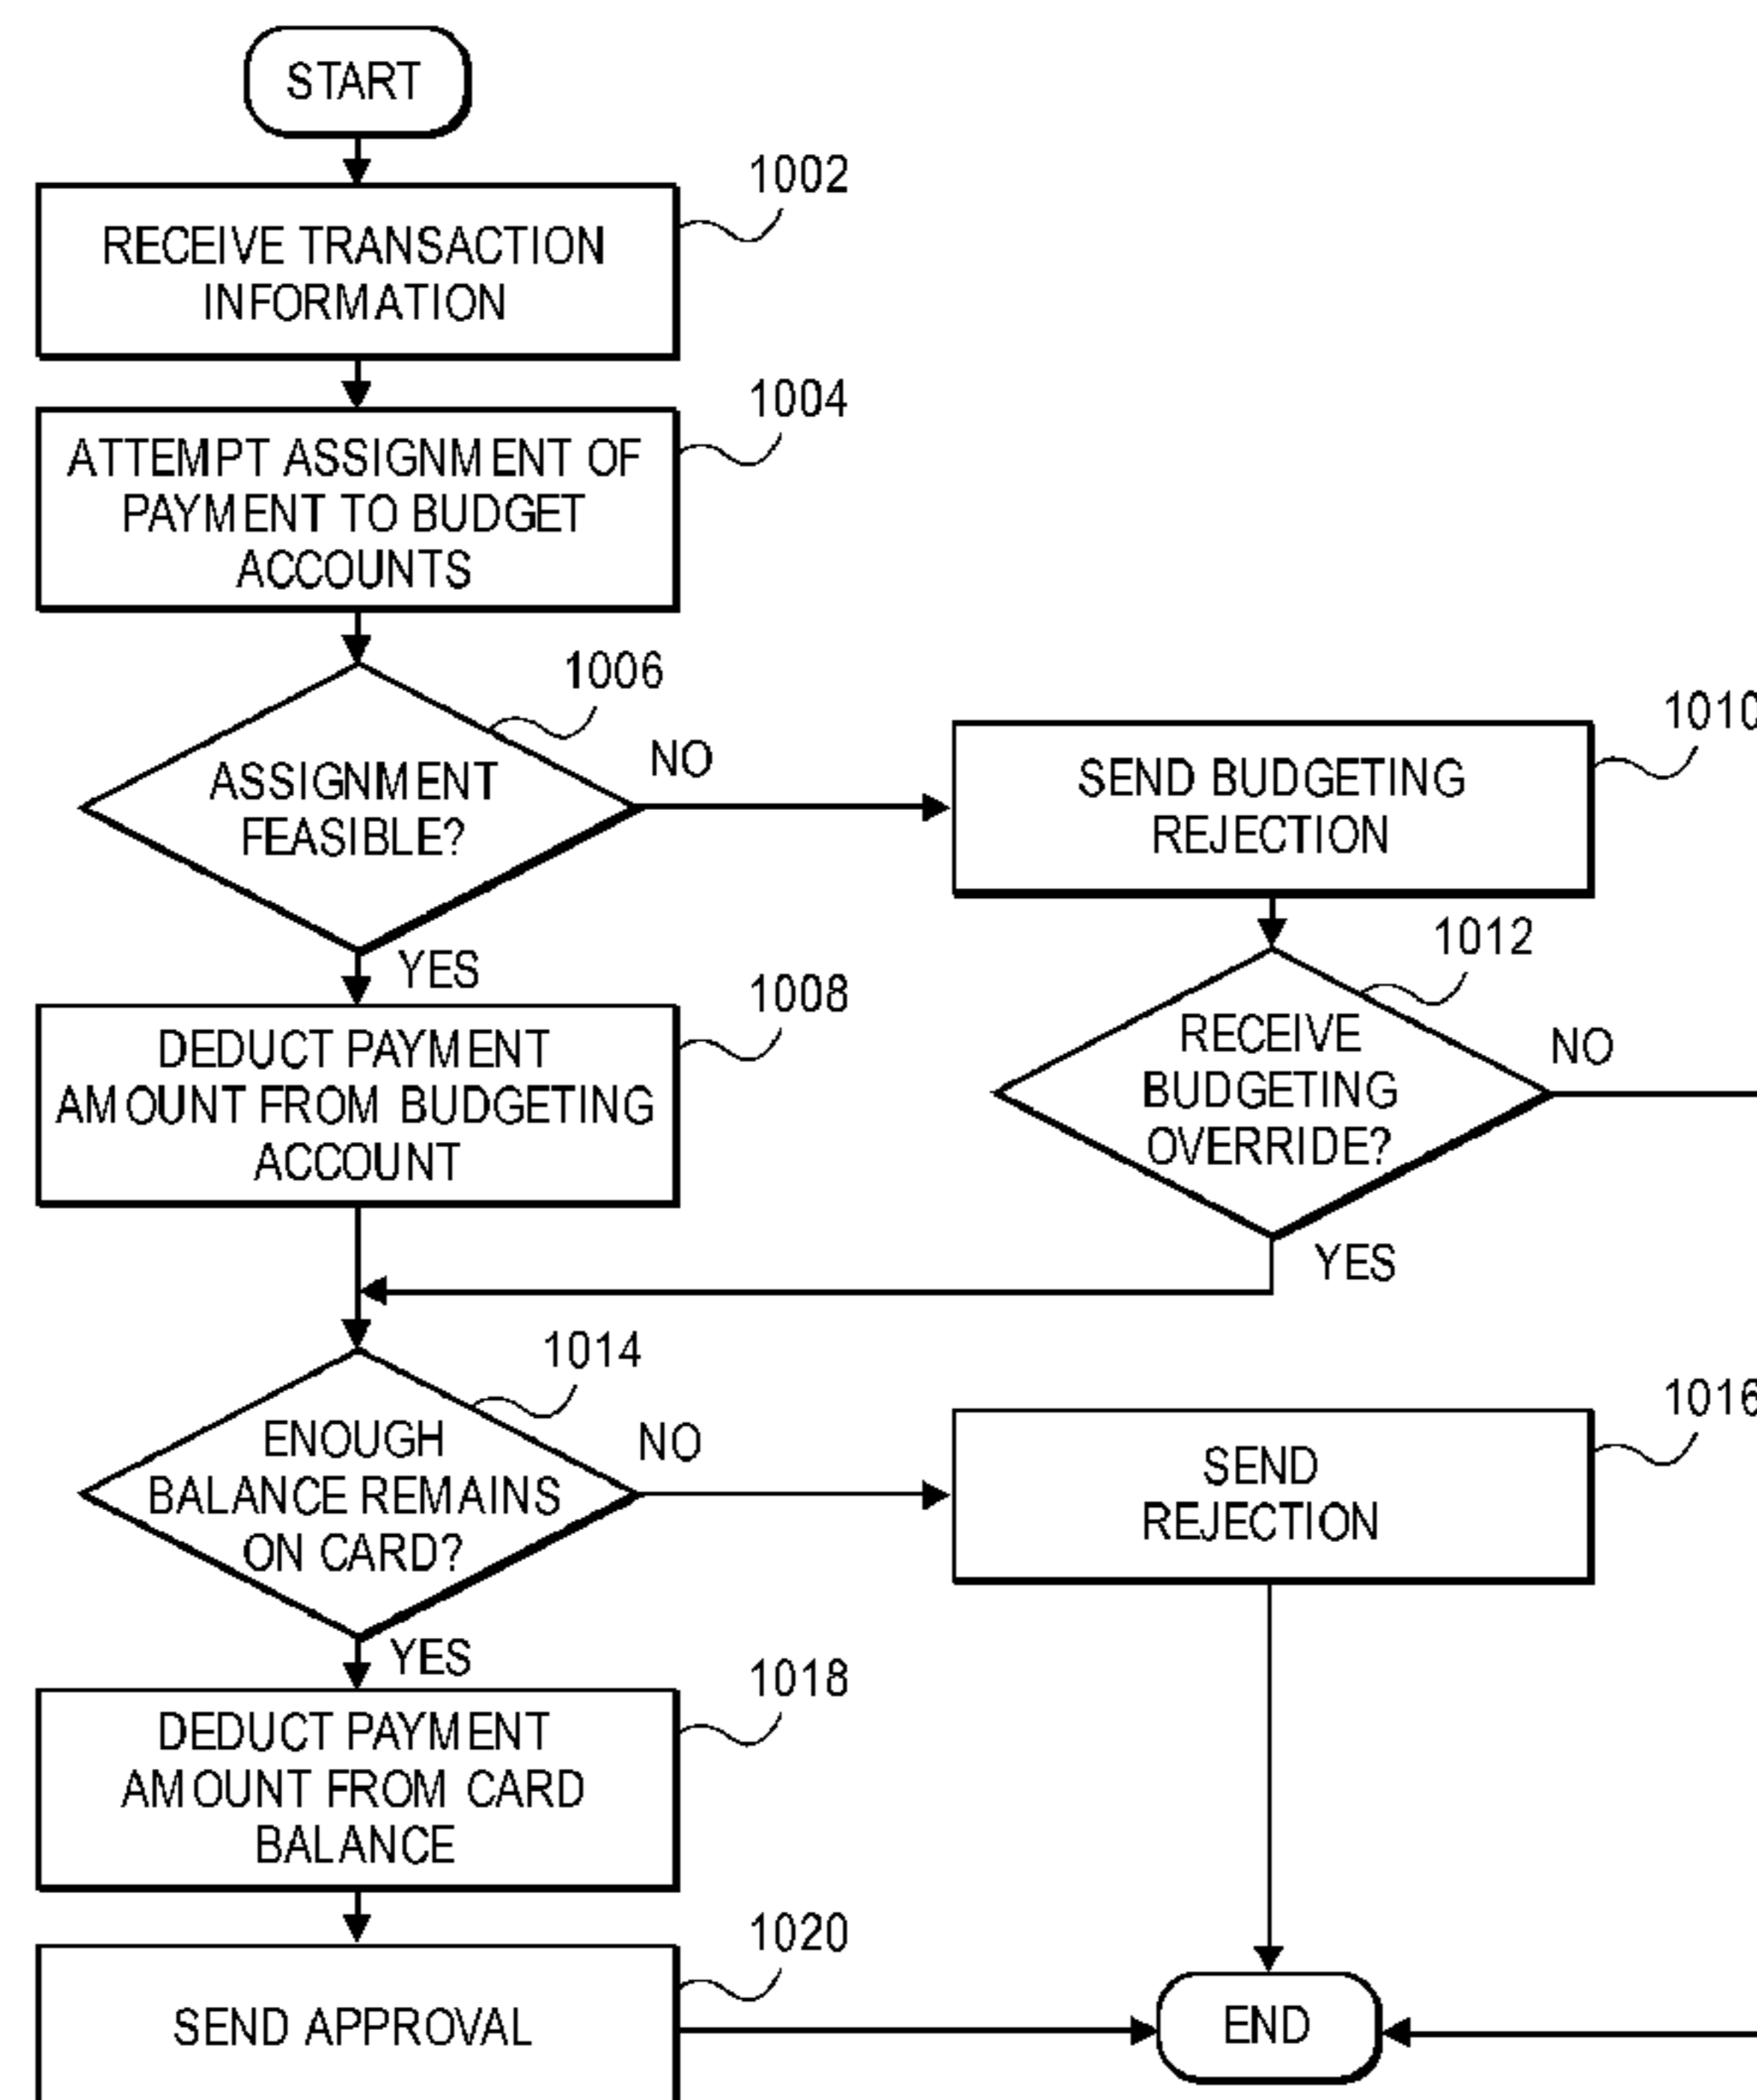 START
1002
RECEIVE TRANSACTION
INFORMATION
1004
ATTEMPT ASSIGNMENT OF
PAYMENT TO BUDGET
ACCOUNTS
1006
ASSIGNMENT
FEASIBLE?
NO
YES
1010
SEND BUDGETING
REJECTION
1012
RECEIVE
BUDGETING
OVERRIDE?
NO
YES
1008
DEDUCT PAYMENT
AMOUNT FROM BUDGETING
ACCOUNT
1014
ENOUGH
BALANCE REMAINS
ON CARD?
NO
YES
1016
SEND
REJECTION
1018
DEDUCT PAYMENT
AMOUNT FROM CARD
BALANCE
1020
SEND APPROVAL
END